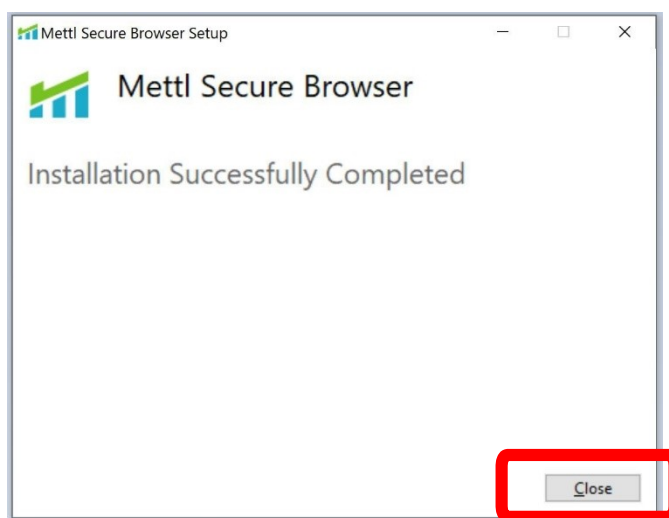 Mettl Secure Browser Setup
Mettl Secure Browser
Installation Successfully Completed
Close